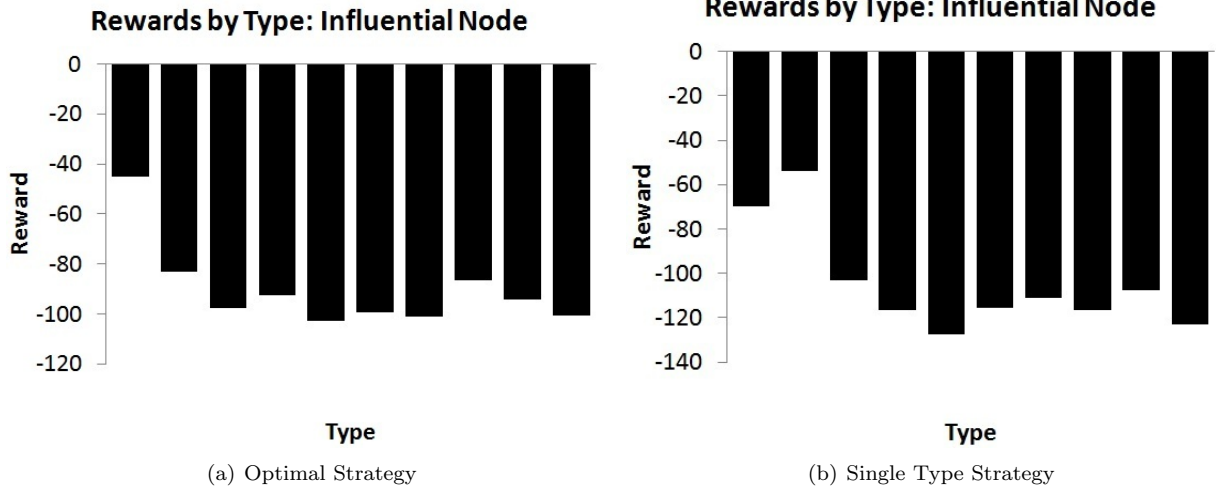 Rewards by Type: Influential Node
0
-20
-40
-60
-80
-100
-120
Reward
Type
(a) Optimal Strategy
Rewards by Type: Influential Node
0
-20
-40
-60
-80
-100
-120
-140
Reward
Type
(b) Single Type Strategy